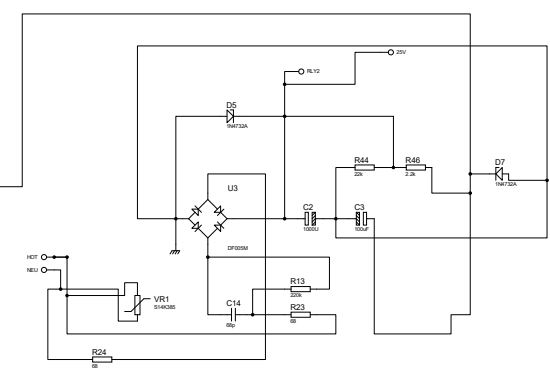 25V
RLY2
D5
1N4732A
R44
22k
R46
2.2k
D7
1N4732A
U3
C2
1000U
C3
100uF
DF005M
HOT
NEU
R13
220k
VR1
S14K385
C14
68p
R23
68
R24
68